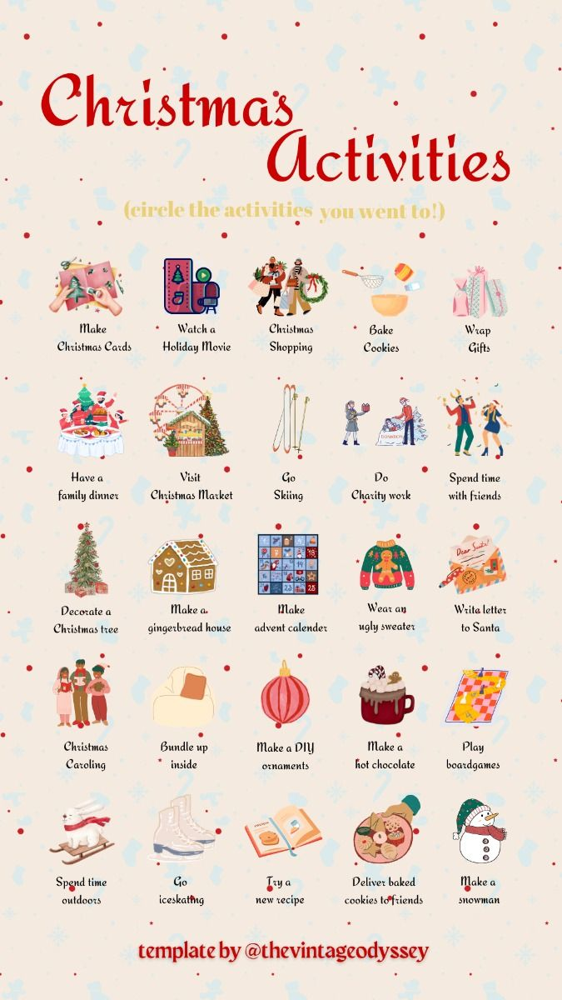 Christmas
Activities
(circle the activities you went to!)
Make
Christmas Cards
Watch a
Holiday Movie
Christmas
Shopping
Bake
Cookies
Wrap
Gifts
Have a
family dinner
Visit
Christmas Market
Go
Skiing
DONATION
Do
Charity work
Spend time
with friends
Decorate a
Christmas tree
Make a
gingerbread house
Make
advent calender
Wear an
ugly sweater
Dear Santa!
Write letter
to Santa
Christmas
Caroling
Bundle up
inside
Make a DIY
ornaments
Make a
hot chocolate
Play
boardgames
Spend time
outdoors
Go
iceskating
Try a
new recipe
Deliver baked
cookies to friends
Make a
snowman
template by @thevintageodyssey